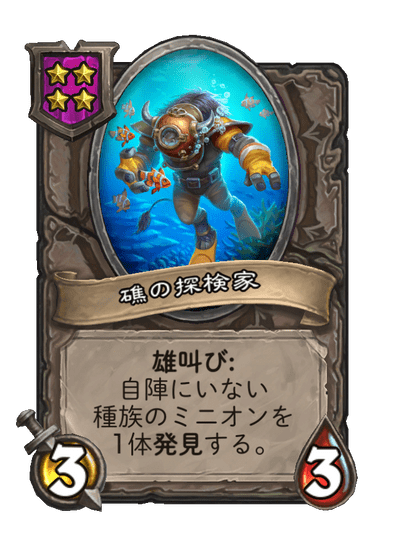 礁の探検家
雄叫び:
自陣にいない
種族のミニオンを
1体発見する。
3
3